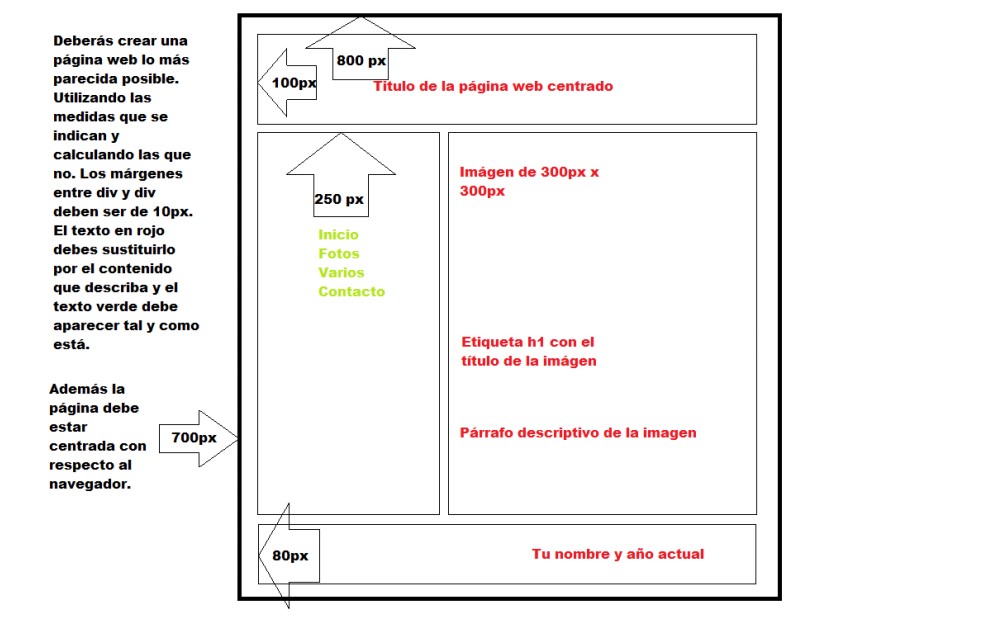 Deberás crear una
página web lo más
parecida posible.
Utilizando las
medidas que se
indican y
calculando las que
no. Los márgenes
entre div y div
deben ser de 10px.
El texto en rojo
debes sustituirlo
por el contenido
que describa y el
texto verde debe
aparecer tal y como
está.
Además la
página debe
estar
centrada con
respecto al
navegador.
700px
800 px
100px
Titulo de la página web centrado
250 px
Inicio
Fotos
Varios
Contacto
Imágen de 300px x
300px
Etiqueta h1 con el
título de la imágen
Párrafo descriptivo de la imagen
80px
Tu nombre y año actual